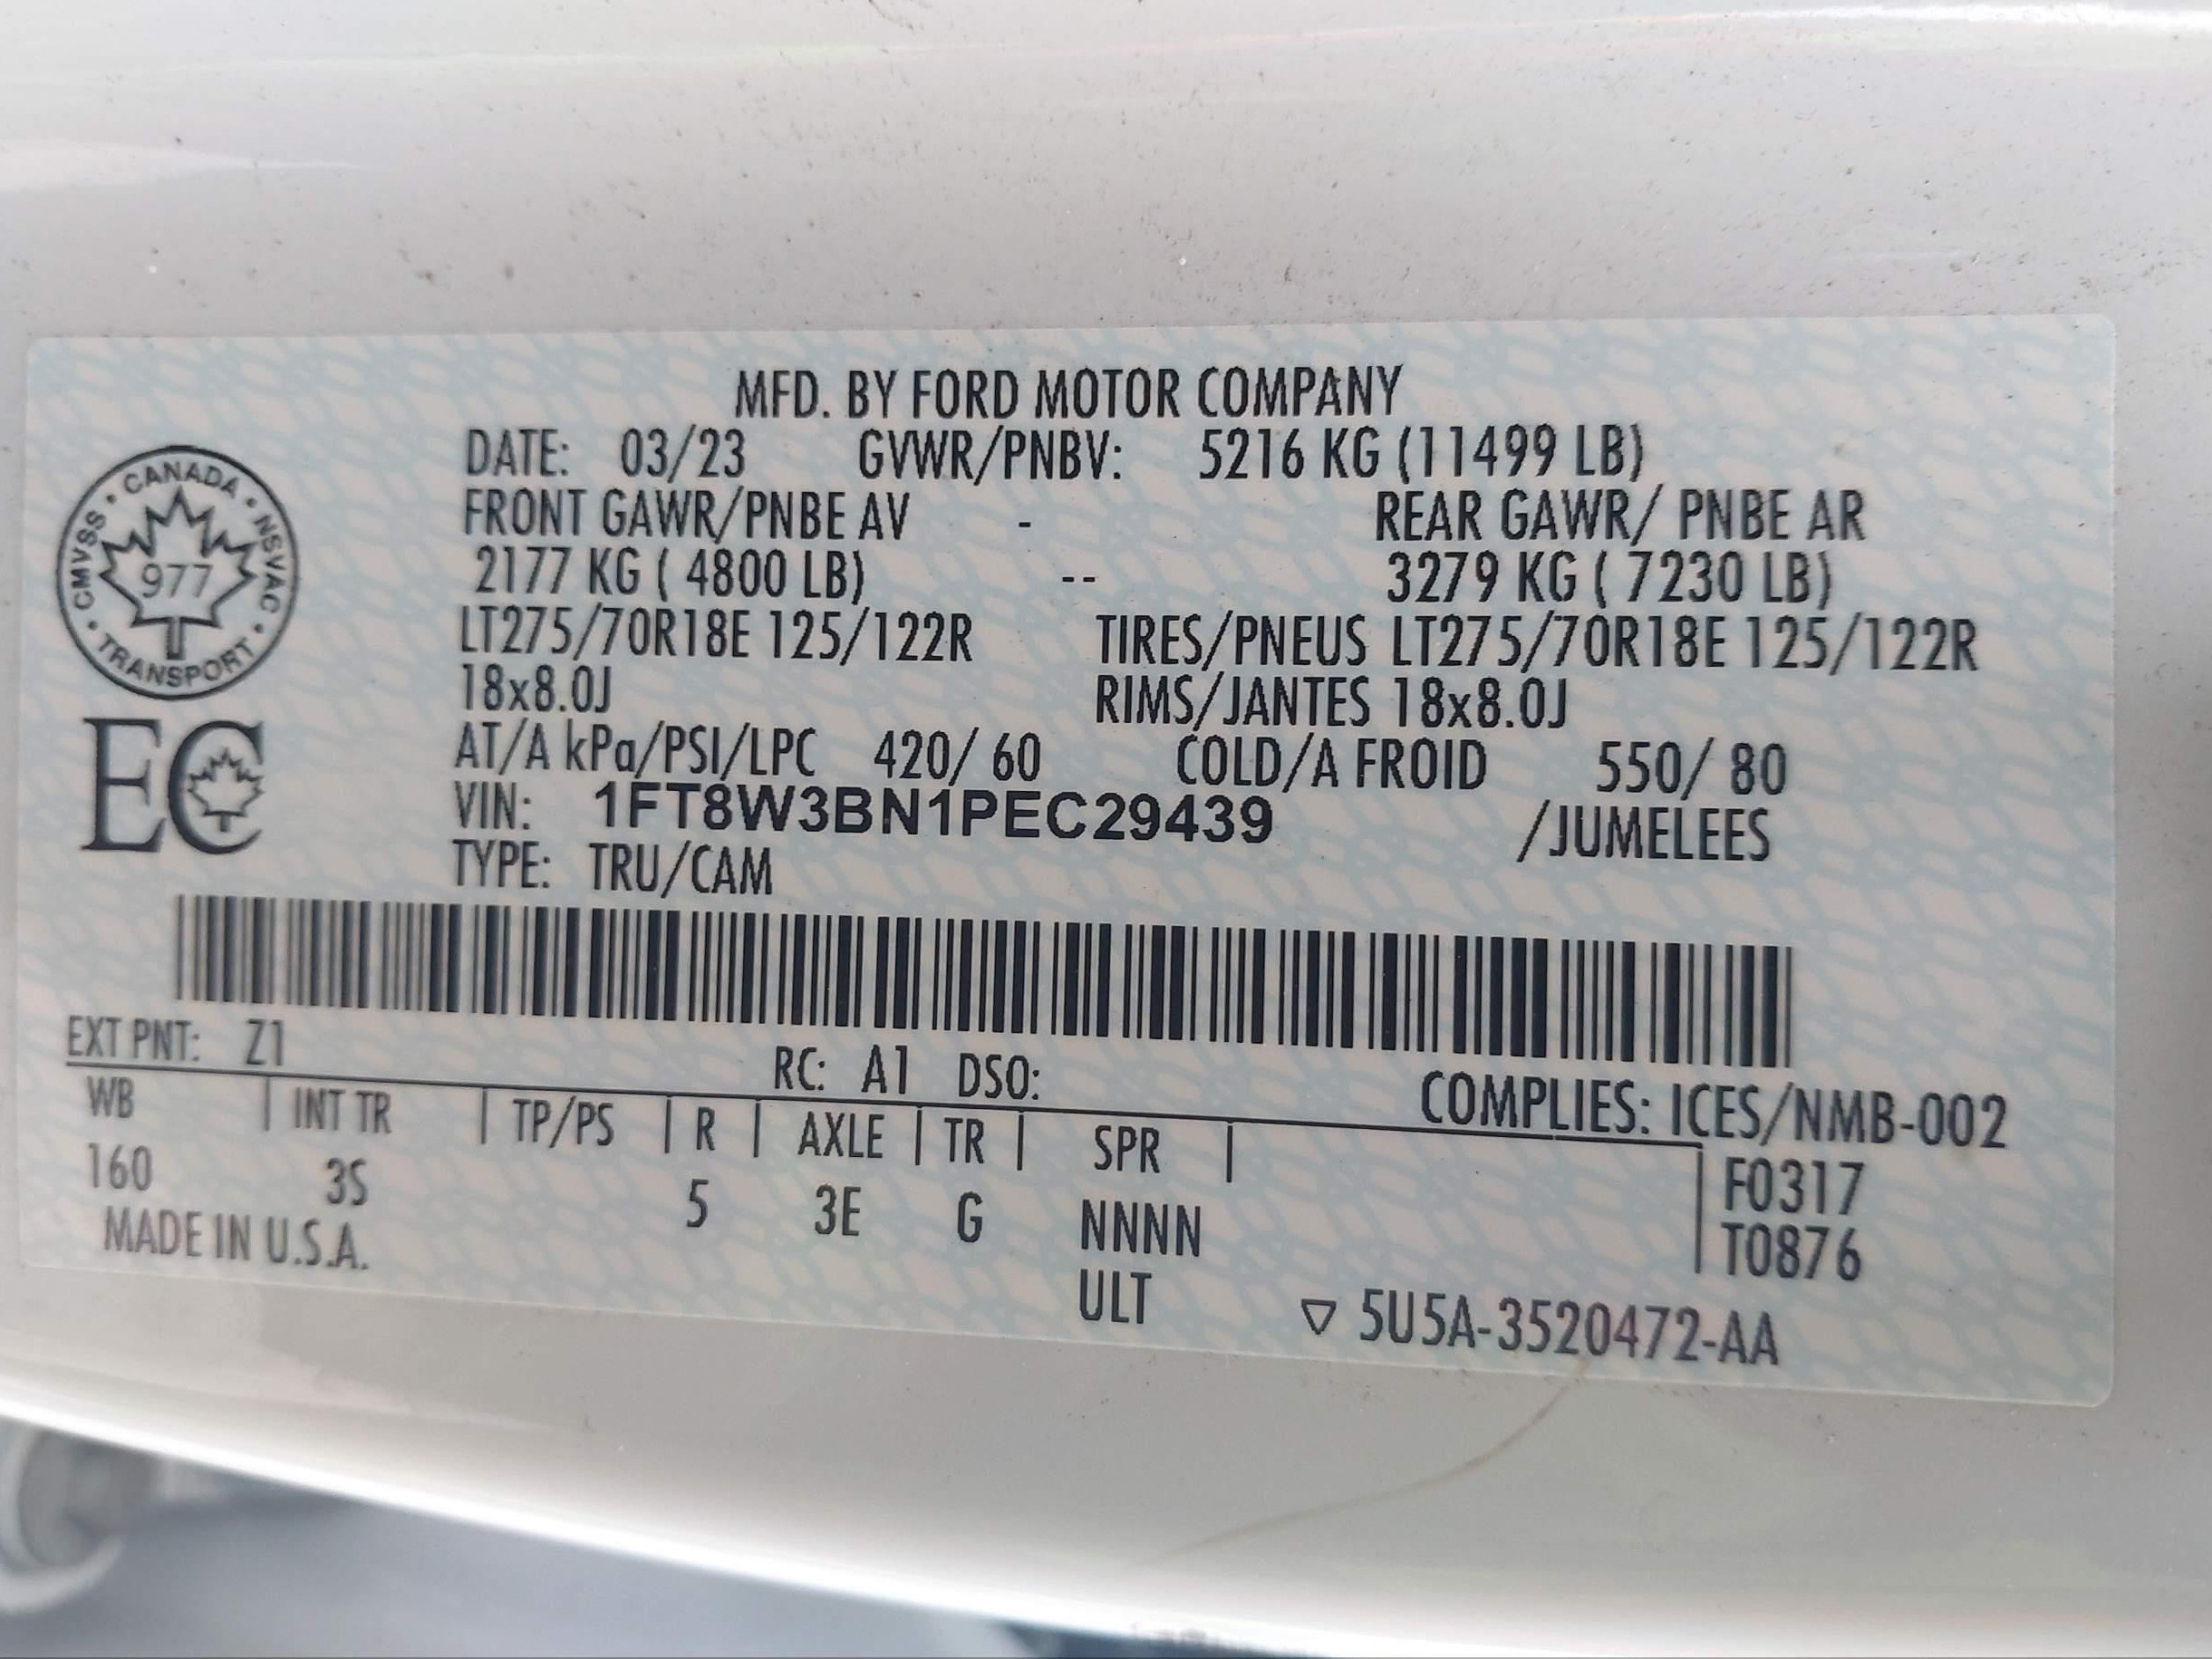 MFD. BY FORD MOTOR COMPANY
DATE: 03/23 GVWR/PNBV: 5216 KG (11499 LB)
FRONT GAWR/PNBE AV - REAR GAWR/ PNBE AR
2177 KG ( 4800 LB) -- 3279 KG ( 7230 LB)
LT275/70R18E 125/122R TIRES/PNEUS LT275/70R18E 125/122R
18x8.0J RIMS/JANTES 18x8.0J
AT/A kPa/PSI/LPC 420/ 60 COLD/A FROID 550/ 80
VIN: 1FT8W3BN1PEC29439 /JUMELEES
TYPE: TRU/CAM
CANADA · NSVAC · TRANSPORT · CMVSS ·
977
EC
EXT PNT: Z1 RC: A1 DSO: COMPLIES: ICES/NMB-002
WB | INT TR | TP/PS | R | AXLE | TR | SPR |
160 3S 5 3E G NNNN
F0317
T0876
MADE IN U.S.A.
ULT ▽ 5U5A-3520472-AA